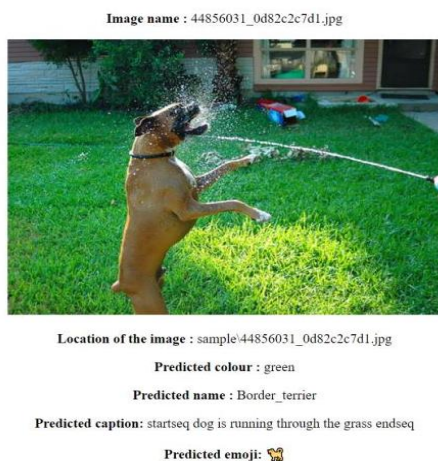 Image name : 44856031_0d82c2c7d1.jpg
Location of the image : sample\44856031_0d82c2c7d1.jpg
Predicted colour : green
Predicted name : Border_terrier
Predicted caption: startseq dog is running through the grass endseq
Predicted emoji: 🐕